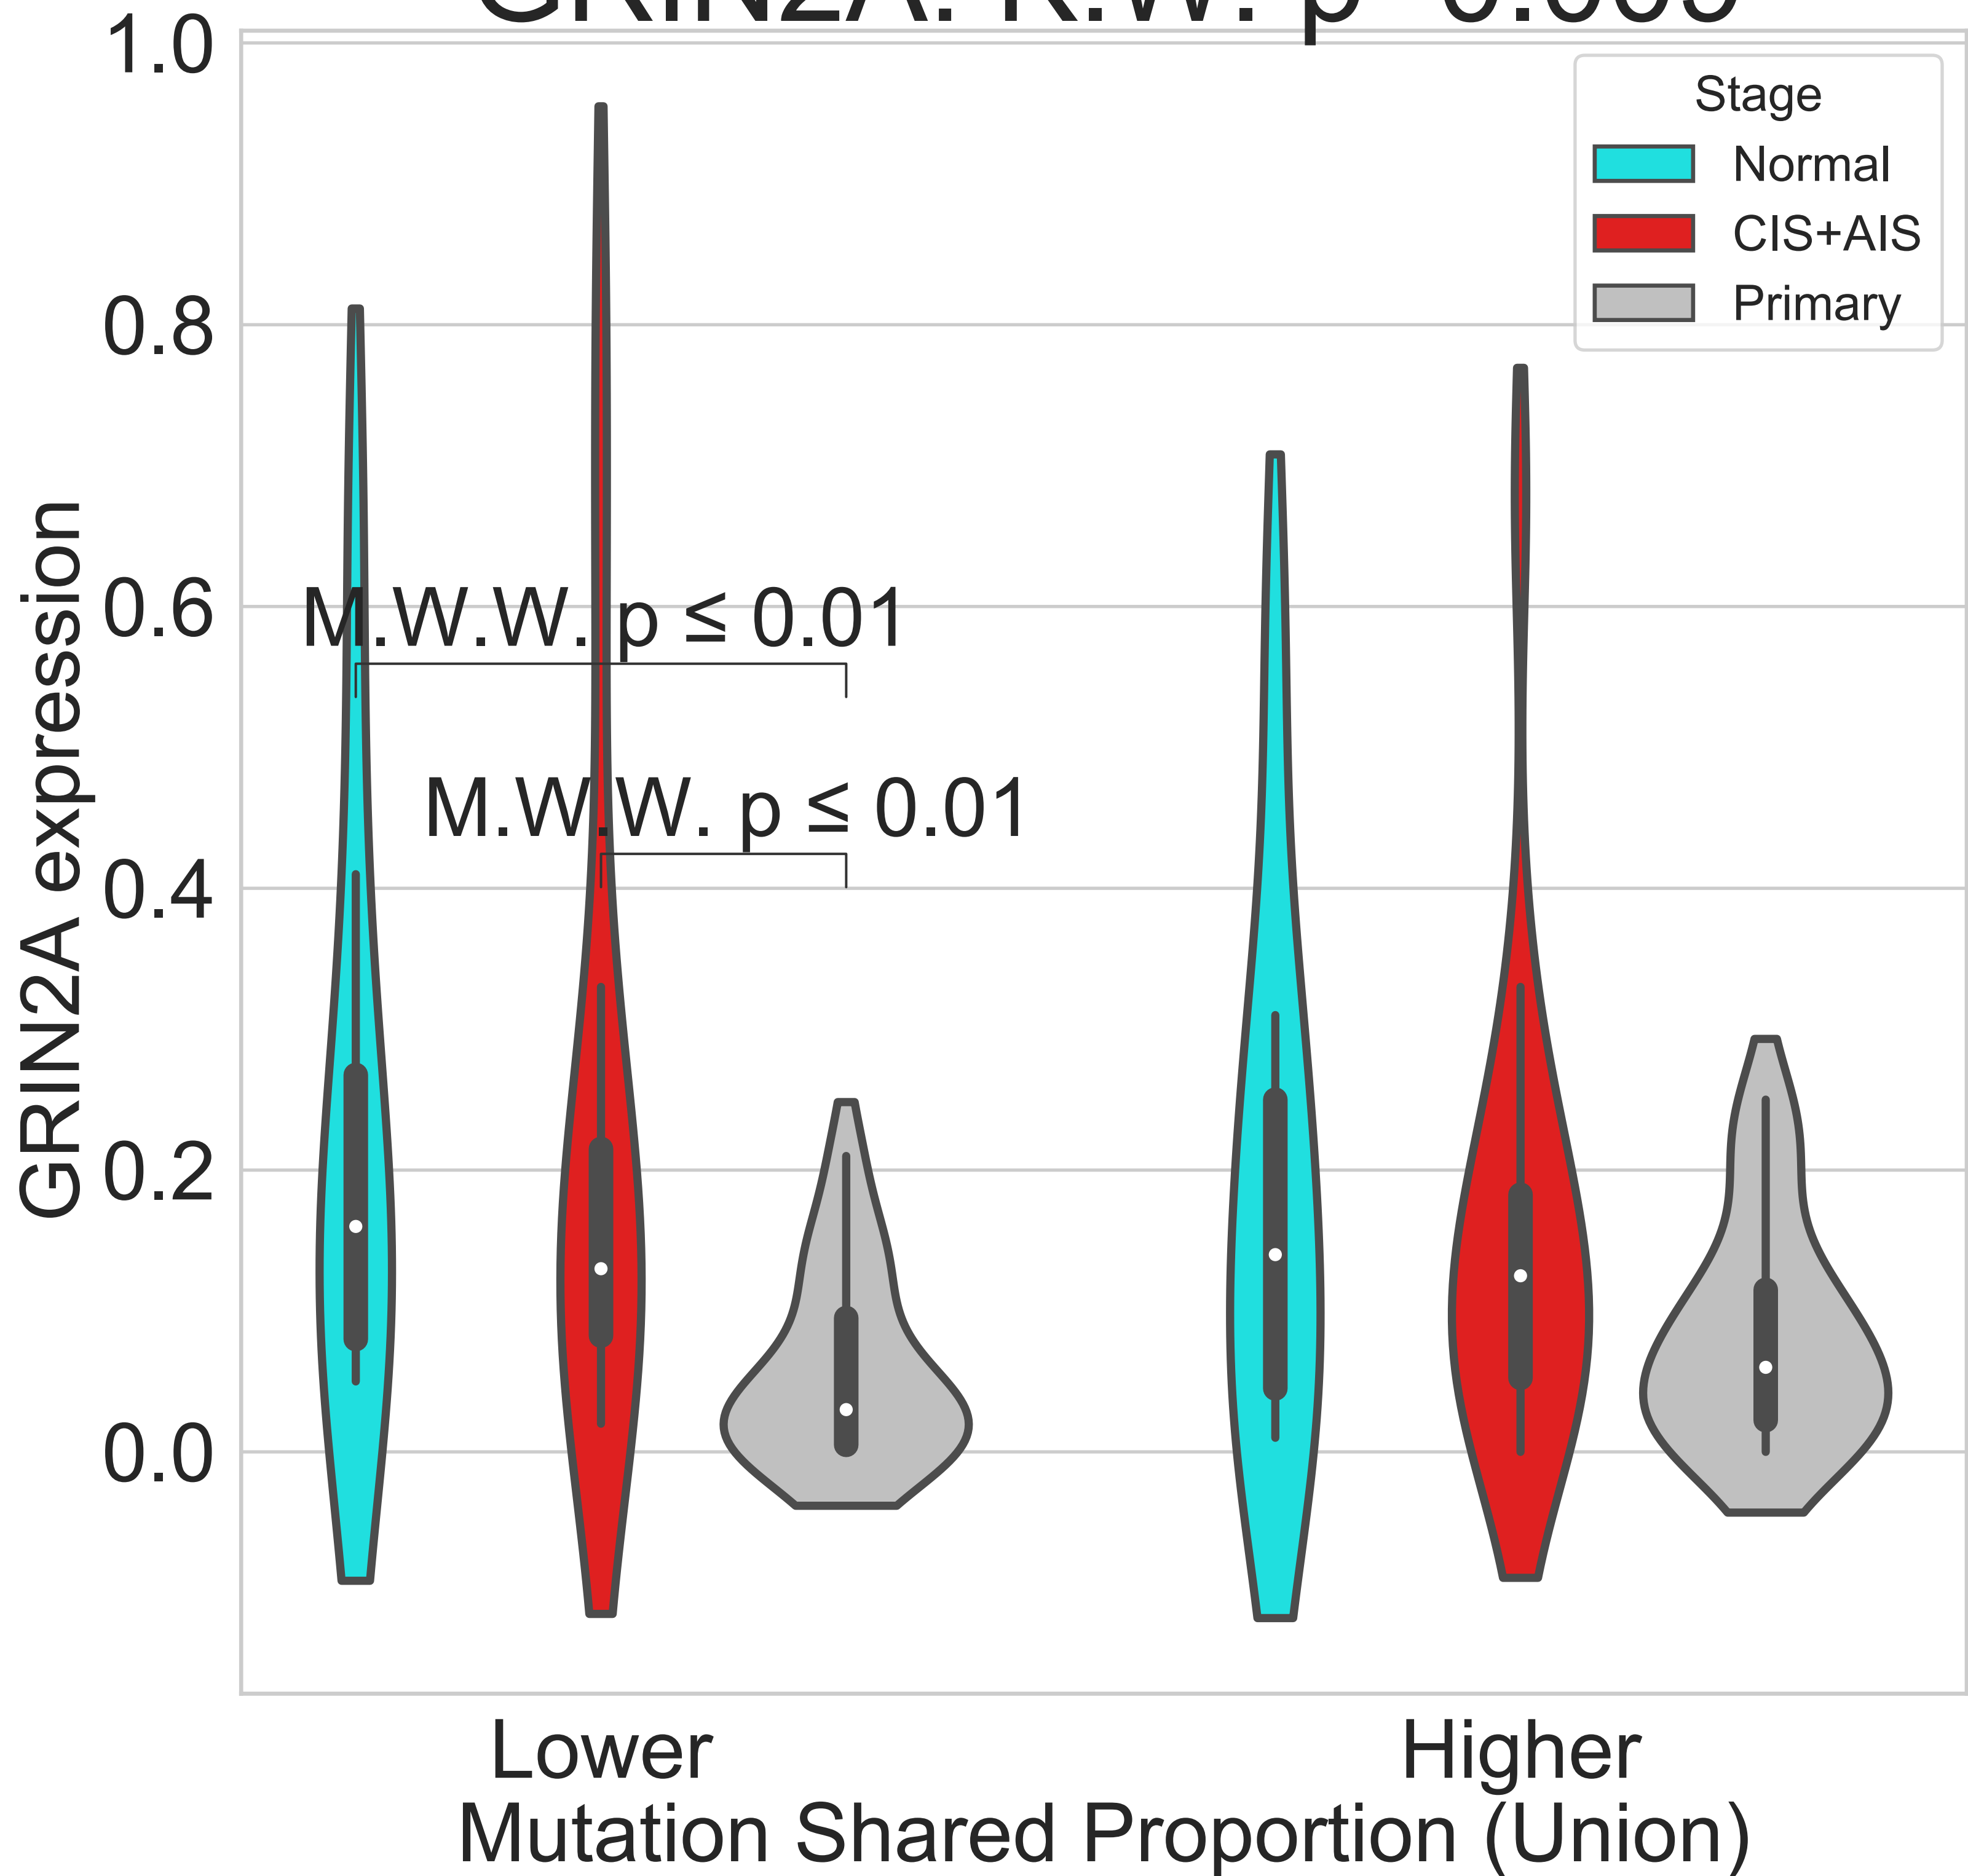 GRIN2A: K.W. p
1.0
0.8
0.6
0.4
0.2
0.0
GRIN2A expression
Stage
Normal
CIS+AIS
Primary
M.W.W. p ≤ 0.01
M.W.W. p ≤ 0.01
Lower
Higher
Mutation Shared Proportion (Union)